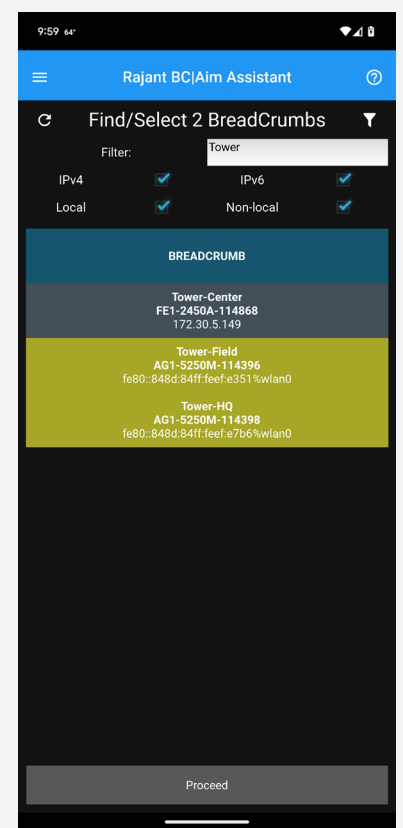 9:59 64°
Rajant BC|Aim Assistant
Find/Select 2 BreadCrumbs
Filter: Tower
IPv4 IPv6
Local Non-local
BREADCRUMB
Tower-Center
FE1-2450A-114868
172.30.5.149
Tower-Field
AG1-5250M-114396
fe80::848d:84ff:feef:e351%wlan0
Tower-HQ
AG1-5250M-114398
fe80::848d:84ff:feef:e7b6%wlan0
Proceed